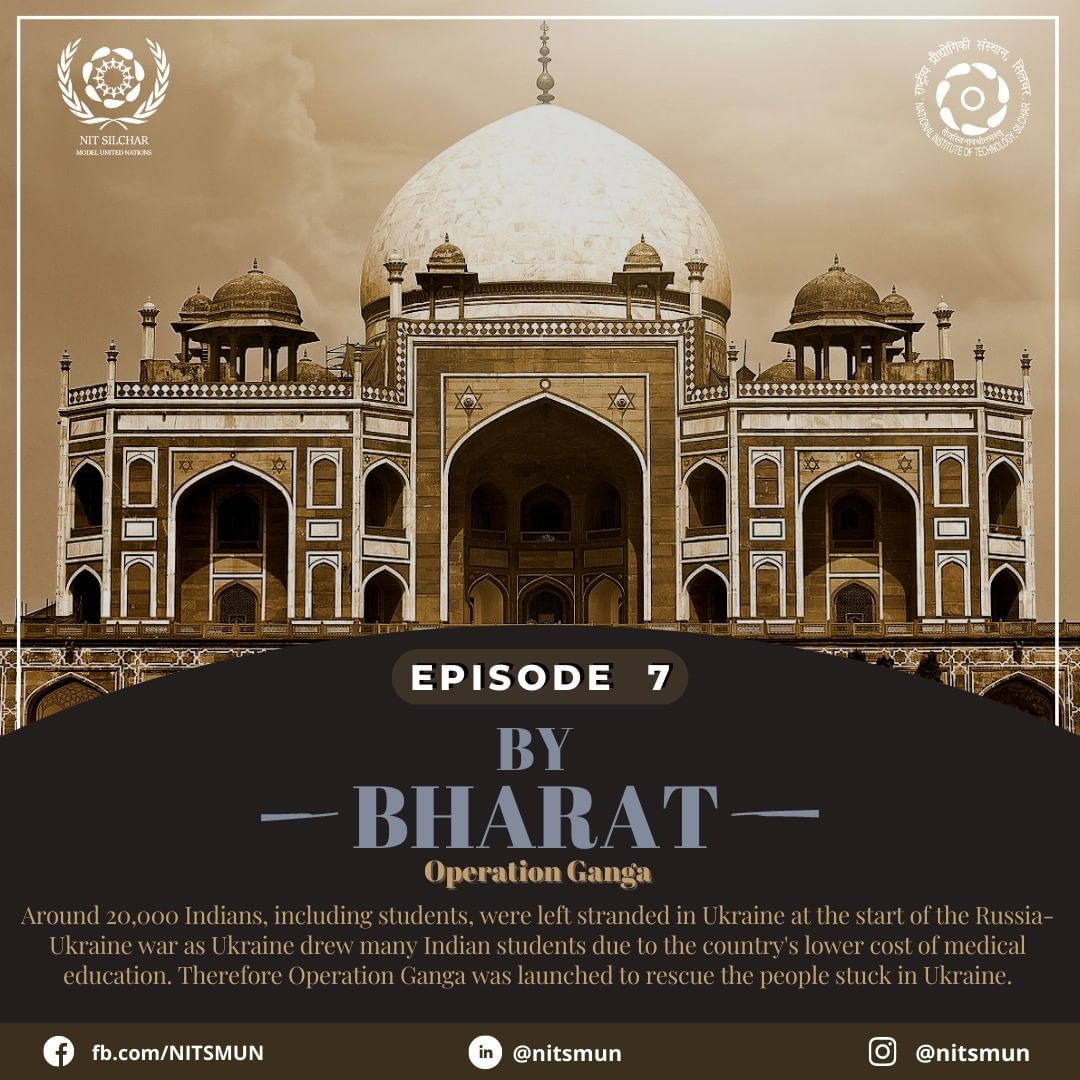 NIT SILCHAR
MODEL UNITED NATIONS
राष्ट्रीय प्रौद्योगिकी संस्थान, सिलचर
NATIONAL INSTITUTE OF TECHNOLOGY, SILCHAR
EPISODE 7
BY
BHARAT
Operation Ganga
Around 20,000 Indians, including students, were left stranded in Ukraine at the start of the Russia-
Ukraine war as Ukraine drew many Indian students due to the country's lower cost of medical
education. Therefore Operation Ganga was launched to rescue the people stuck in Ukraine.
fb.com/NITSMUN
@nitsmun
@nitsmun